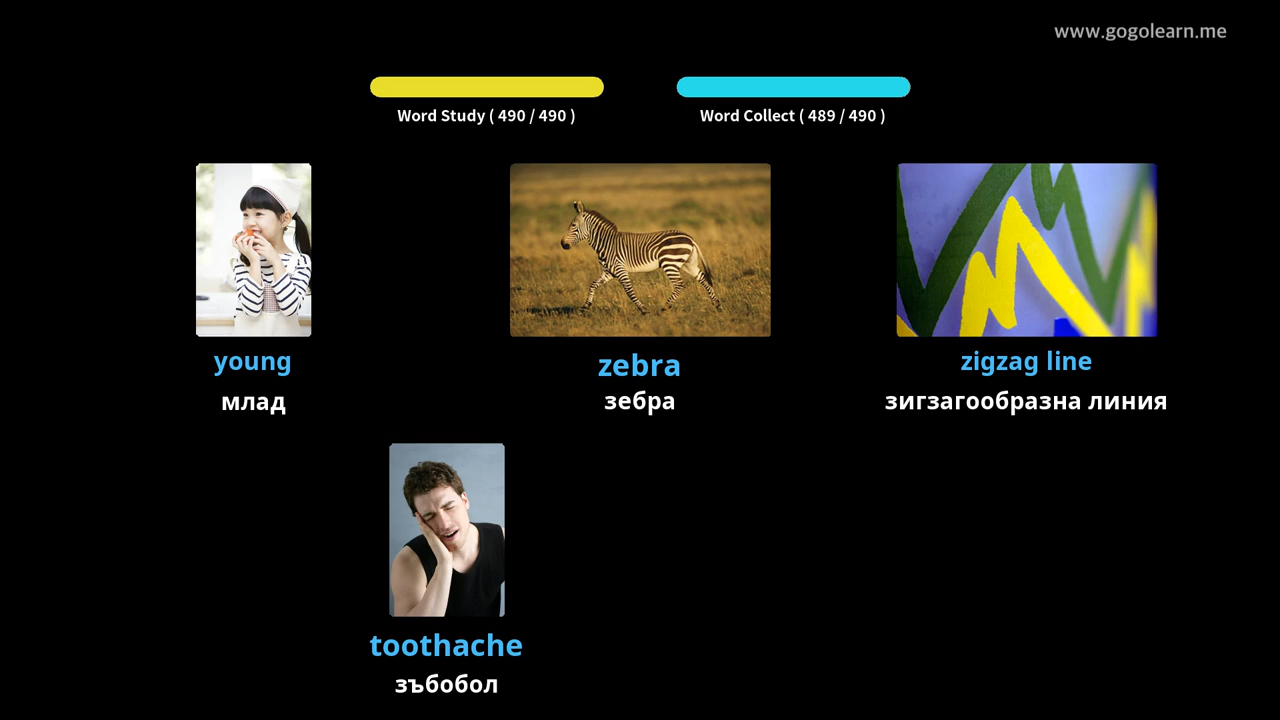 www.gogolearn.me
Word Study ( 490 / 490 )
Word Collect ( 489 / 490 )
young
zebra
zigzag line
млад
зебра
зигзагообразна линия
toothache
зъбобол